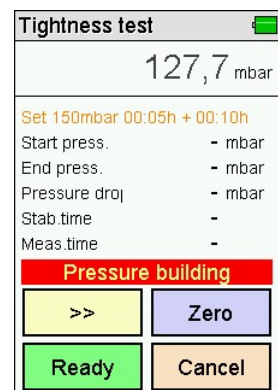 Tightness test
127,7 mbar
Set 150mbar 00:05h + 00:10h
Start press. - mbar
End press. - mbar
Pressure drop - mbar
Stab.time -
Meas.time -
Pressure building
>> Zero
Ready Cancel